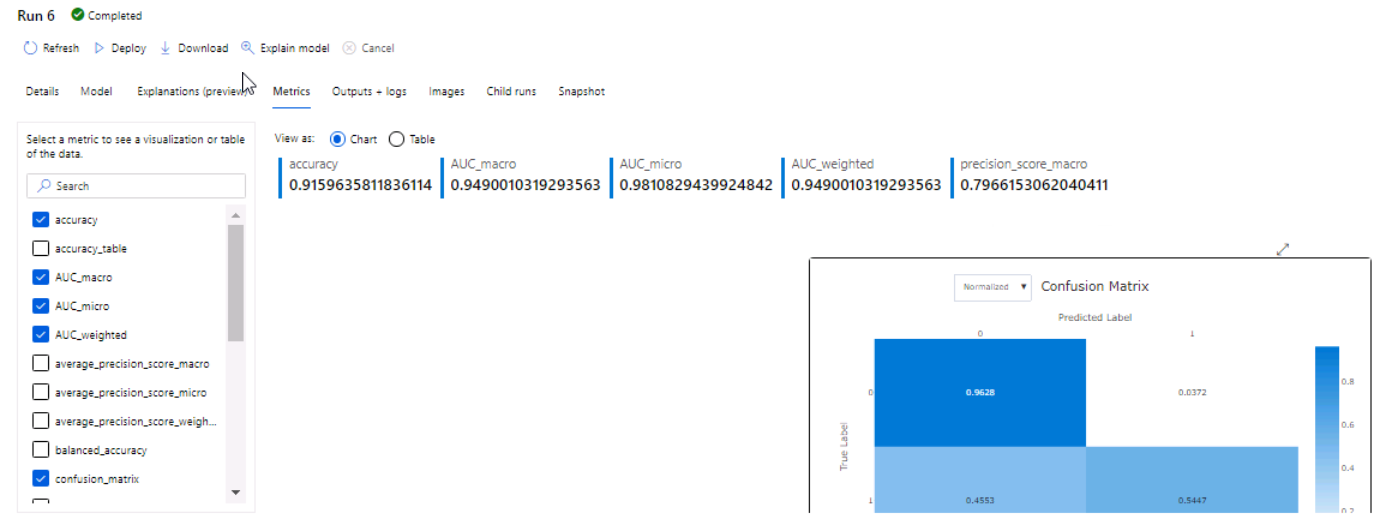 Run 6 Completed
Refresh Deploy Download Explain model Cancel
Details Model Explanations (preview) Metrics Outputs + logs Images Child runs Snapshot
Select a metric to see a visualization or table
of the data.
Search
accuracy
accuracy_table
AUC_macro
AUC_micro
AUC_weighted
average_precision_score_macro
average_precision_score_micro
average_precision_score_weigh...
balanced_accuracy
confusion_matrix
View as: Chart Table
accuracy AUC_macro AUC_micro AUC_weighted precision_score_macro
0.9159635811836114 0.9490010319293563 0.9810829439924842 0.9490010319293563 0.7966153062040411
Normalized ▼ Confusion Matrix
Predicted Label
0 1
0 0.9628 0.0372
True Label
1 0.4553 0.5447
0.8
0.6
0.4
0.2